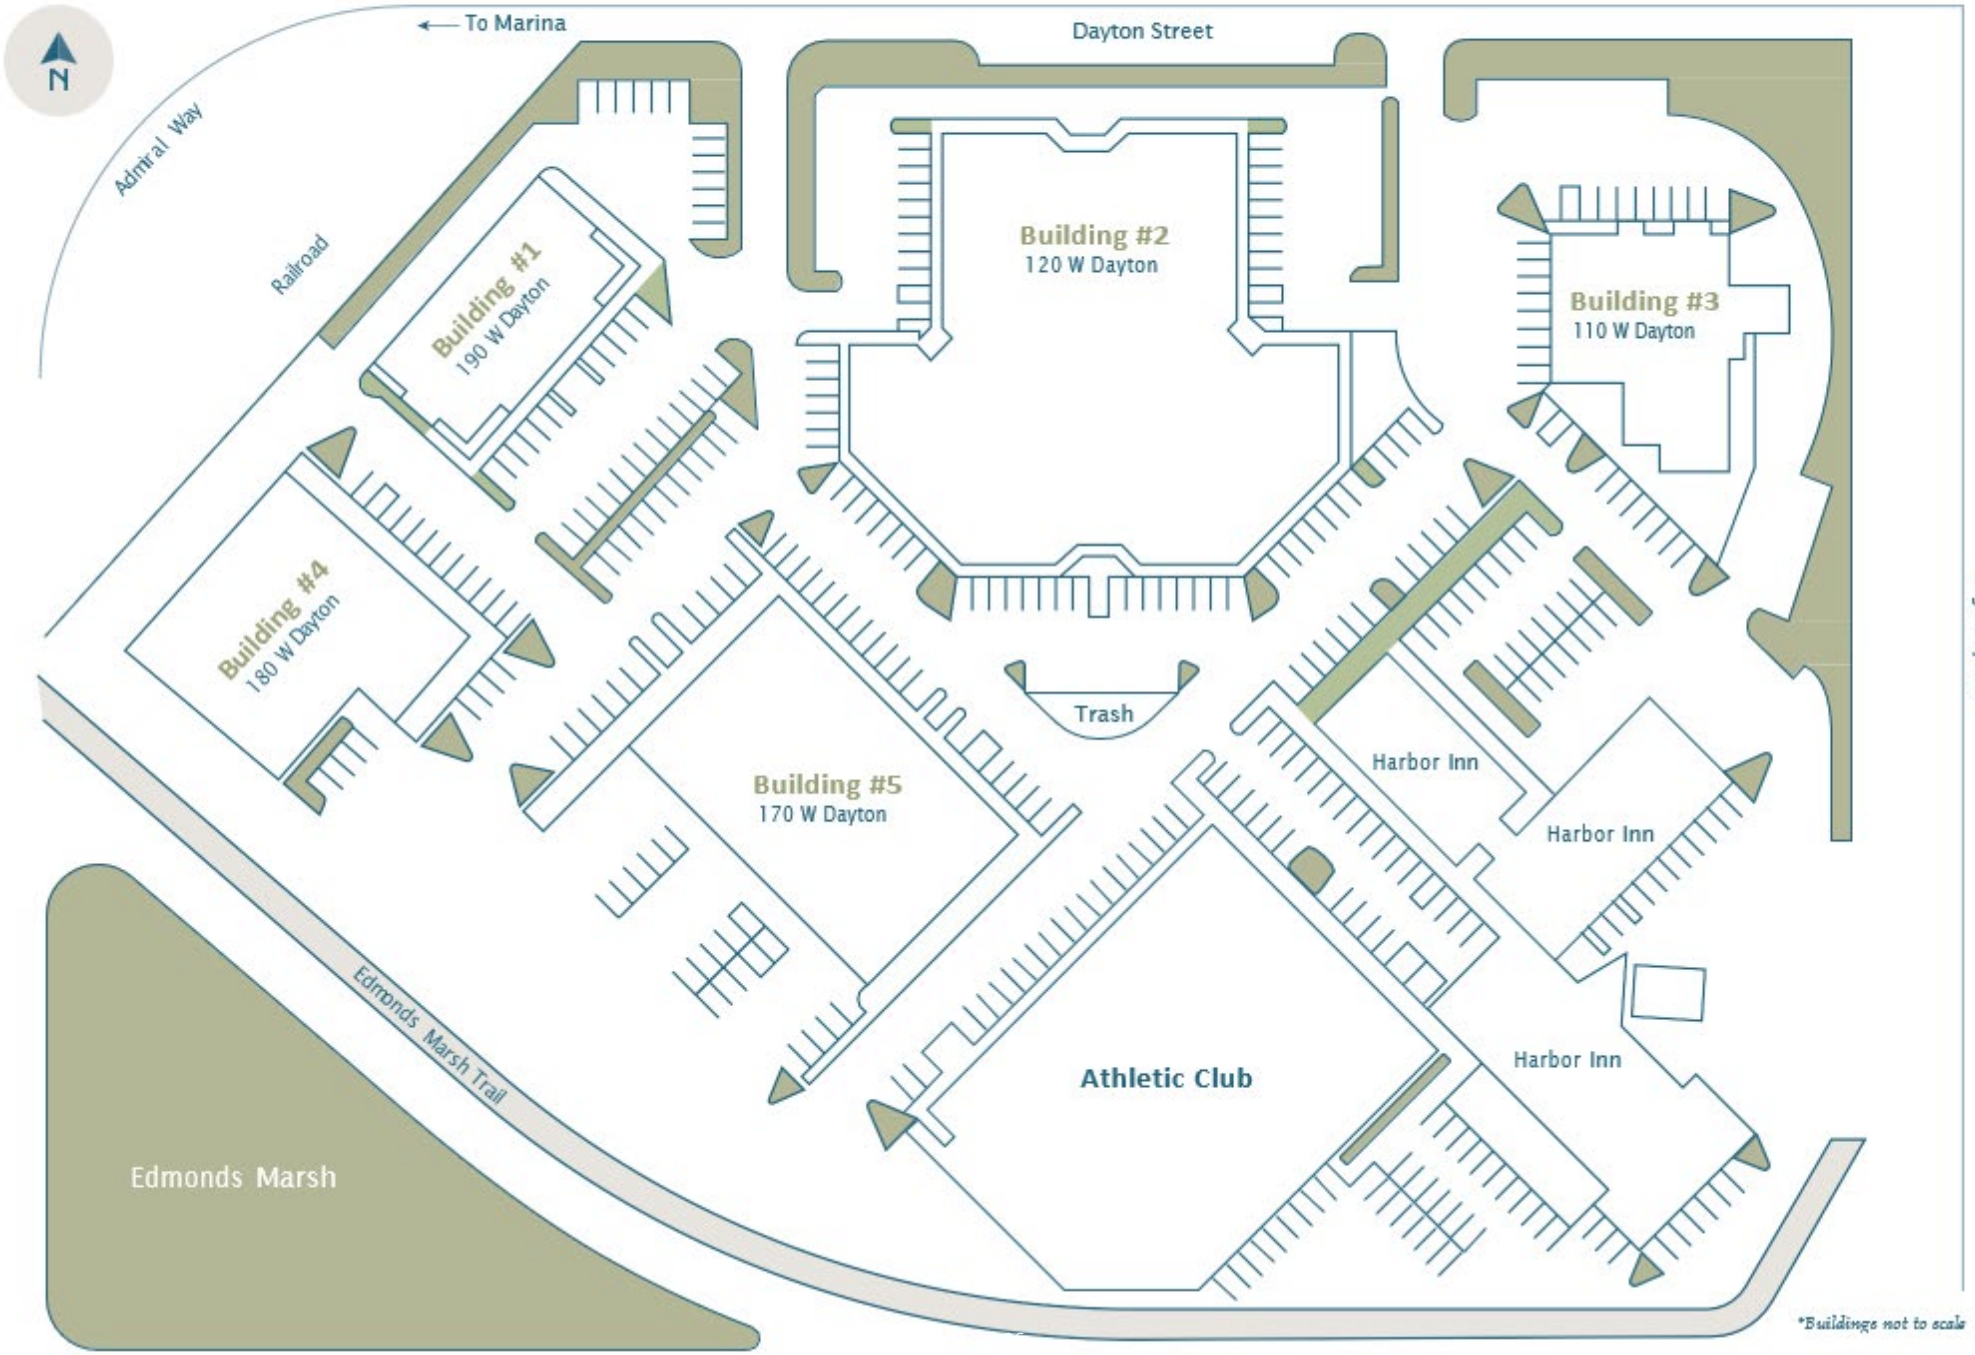 To Marina
Dayton Street
N
Admiral Way
Railroad
Building #1
190 W Dayton
Building #2
120 W Dayton
Building #3
110 W Dayton
Building #4
180 W Dayton
Building #5
170 W Dayton
Trash
Harbor Inn
Harbor Inn
Harbor Inn
Athletic Club
Edmonds Marsh Trail
Edmonds Marsh
*Buildings not to scale